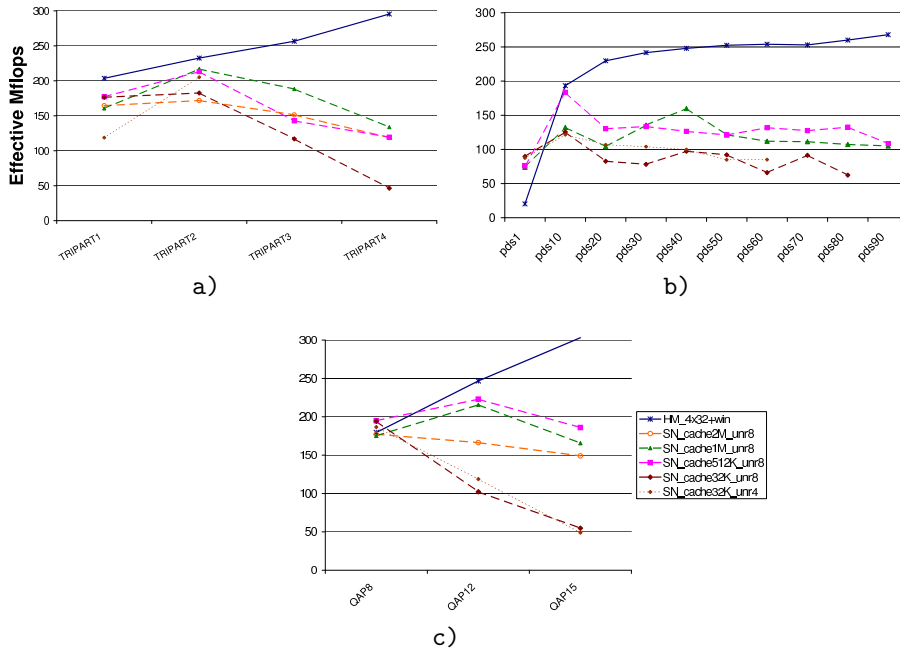 Effective Mflops
300
250
200
150
100
50
0
TRIPART1
TRIPART2
TRIPART3
TRIPART4
a)
300
250
200
150
100
50
0
pds1
pds10
pds20
pds30
pds40
pds50
pds60
pds70
pds80
pds90
b)
300
250
200
150
100
50
0
QAP8
QAP12
QAP15
HM_4x32+win
SN_cache2M_unr8
SN_cache1M_unr8
SN_cache512K_unr8
SN_cache32K_unr8
SN_cache32K_unr4
c)